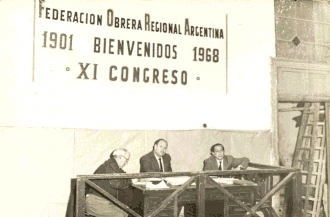 FEDERACION OBRERA REGIONAL ARGENTINA
1901 BIENVENIDOS 1968
· XI CONGRESO ·